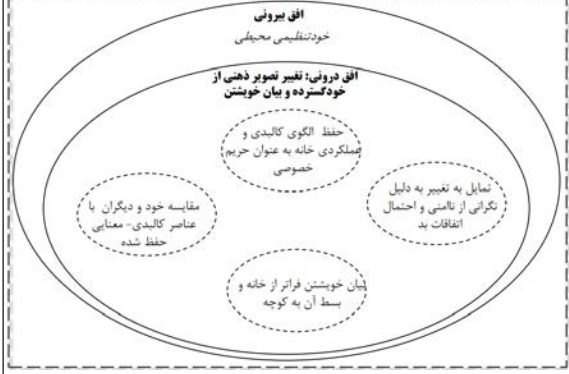 افق بیرونی
خودتنظیمی محیطی
افق درونی: تغییر تصویر ذهنی از
خودگسترده و بیان خویشتن
حفظ الگوی کالبدی و
عملکردی خانه به عنوان حریم
خصوصی
تمایل به تغییر به دلیل
نگرانی از ناامنی و احتمال
اتفاقات بد
مقایسه خود و دیگران با
عناصر کالبدی- معنایی
حفظ شده
بیان خویشتن فراتر از خانه و
بسط آن به کوچه